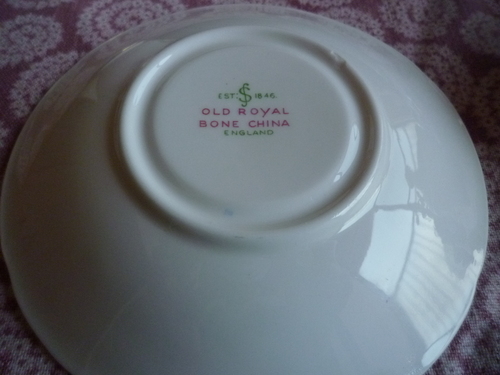 EST. S 1846.
OLD ROYAL
BONE CHINA
ENGLAND